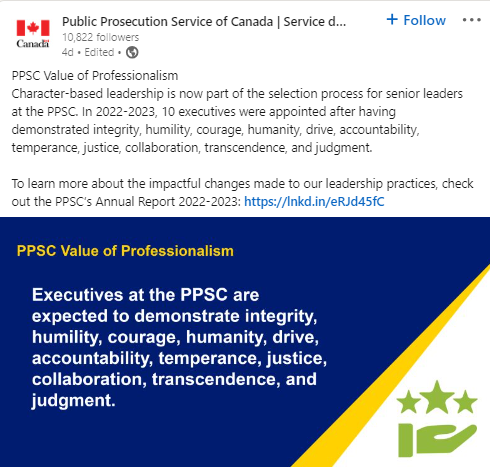 Public Prosecution Service of Canada | Service d...
+ Follow
...
10,822 followers
Canada
4d • Edited •
PPSC Value of Professionalism
Character-based leadership is now part of the selection process for senior leaders
at the PPSC. In 2022-2023, 10 executives were appointed after having
demonstrated integrity, humility, courage, humanity, drive, accountability,
temperance, justice, collaboration, transcendence, and judgment.
To learn more about the impactful changes made to our leadership practices, check
out the PPSC's Annual Report 2022-2023: https://lnkd.in/eRJd45fC
PPSC Value of Professionalism
Executives at the PPSC are
expected to demonstrate integrity,
humility, courage, humanity, drive,
accountability, temperance, justice,
collaboration, transcendence, and
judgment.